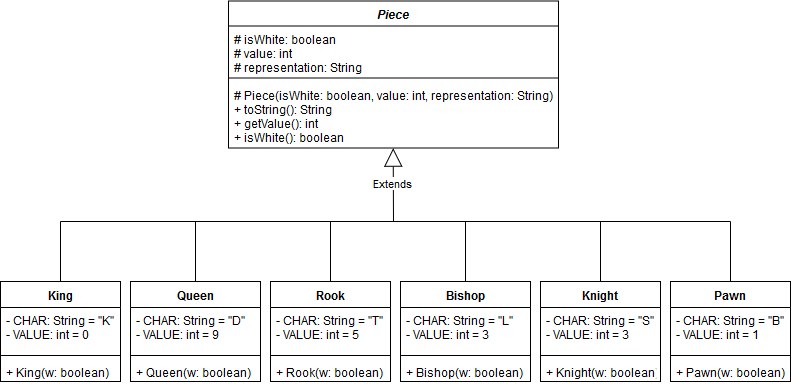 Piece
# isWhite: boolean
# value: int
# representation: String
# Piece(isWhite: boolean, value: int, representation: String)
+ toString(): String
+ getValue(): int
+ isWhite(): boolean
Extends
King
- CHAR: String = "K"
- VALUE: int = 0
+ King(w: boolean)
Queen
- CHAR: String = "D"
- VALUE: int = 9
+ Queen(w: boolean)
Rook
- CHAR: String = "T"
- VALUE: int = 5
+ Rook(w: boolean)
Bishop
- CHAR: String = "L"
- VALUE: int = 3
+ Bishop(w: boolean)
Knight
- CHAR: String = "S"
- VALUE: int = 3
+ Knight(w: boolean
Pawn
- CHAR: String = "B"
- VALUE: int = 1
+ Pawn(w: boolean)